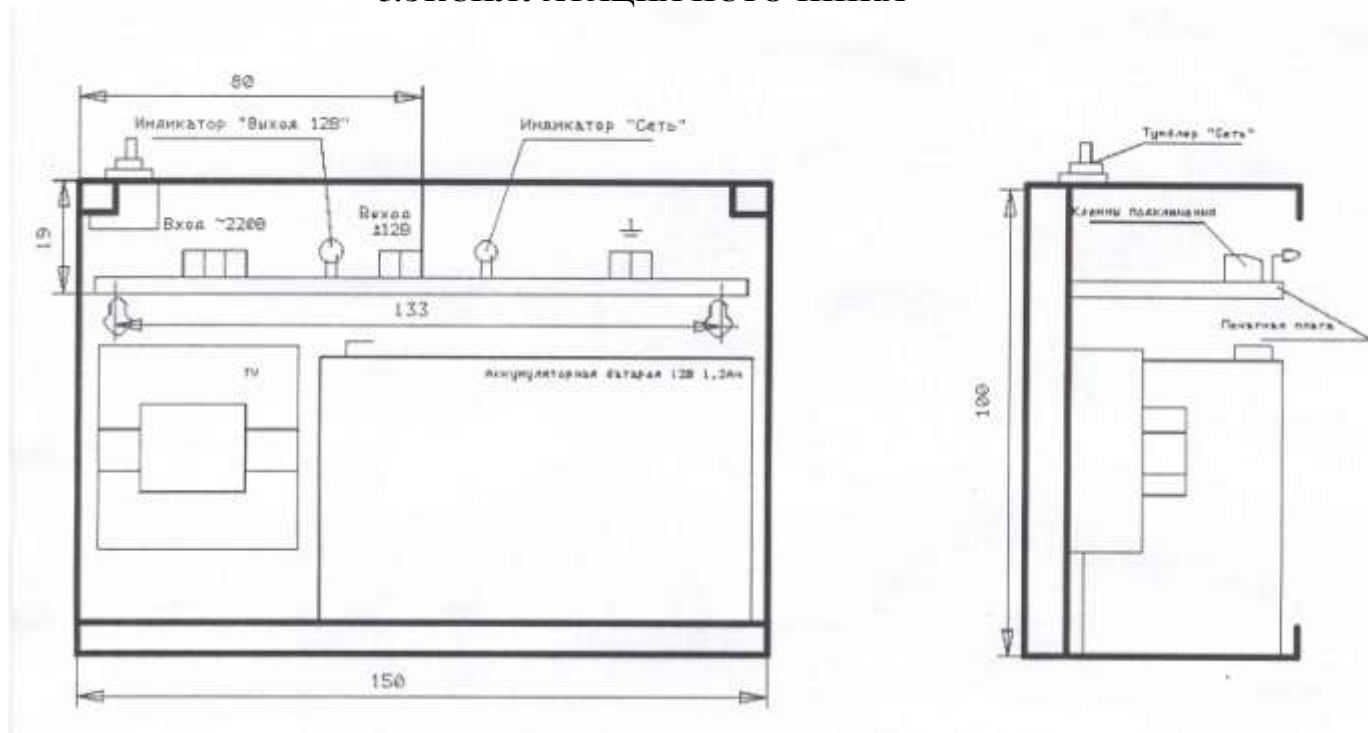 80
Индикатор "Выход 12В"
Индикатор "Сеть"
Тумблер "Сеть"
19
Вход ~220В
Выход
±12В
Клеммы подключения
133
Печатная плата
TV
Аккумуляторная батарея 12В 1,2Ач
100
150